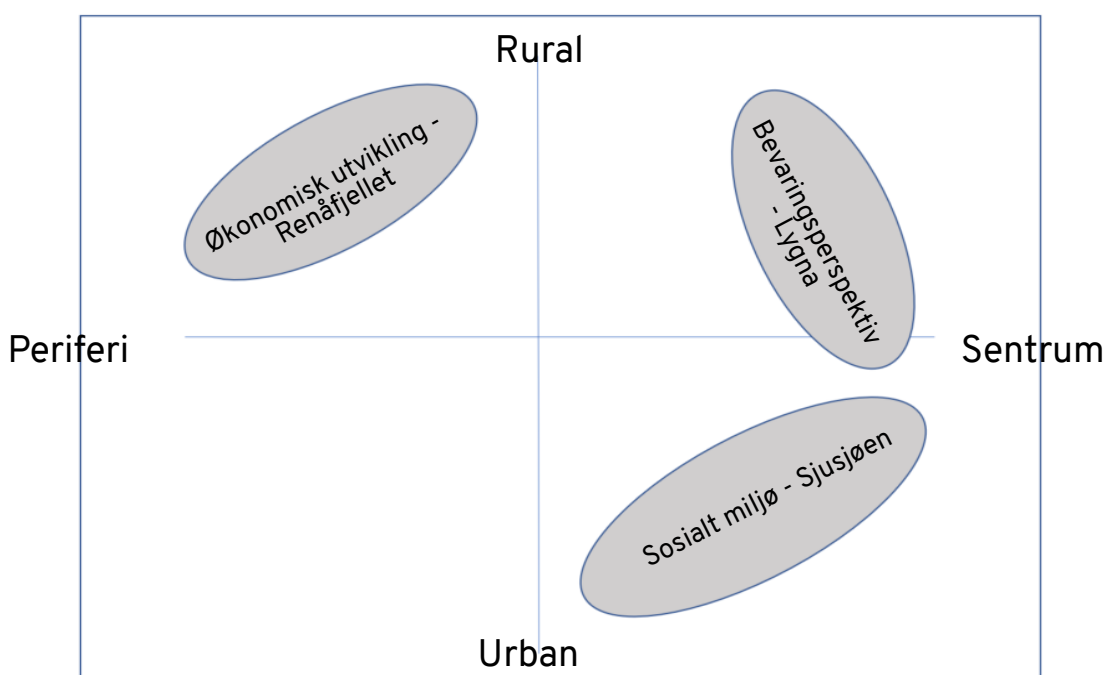 Rural
Økonomisk utvikling -
Renåfjellet
Bevaringsperspektiv
- Lygna
Periferi
Sentrum
Sosialt miljø - Sjusjøen
Urban